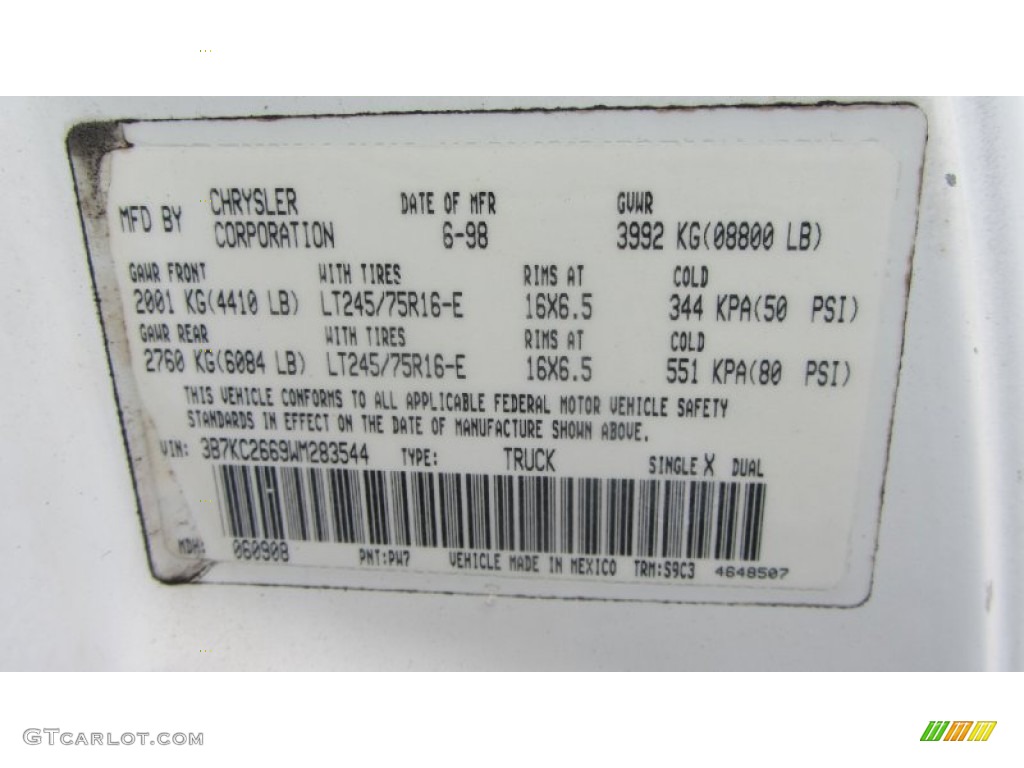 MFD BY CHRYSLER CORPORATION DATE OF MFR 6-98 GVWR 3992 KG(08800 LB)
GAWR FRONT WITH TIRES RIMS AT COLD
2001 KG(4410 LB) LT245/75R16-E 16X6.5 344 KPA(50 PSI)
GAWR REAR WITH TIRES RIMS AT COLD
2760 KG(6084 LB) LT245/75R16-E 16X6.5 551 KPA(80 PSI)
THIS VEHICLE CONFORMS TO ALL APPLICABLE FEDERAL MOTOR VEHICLE SAFETY
STANDARDS IN EFFECT ON THE DATE OF MANUFACTURE SHOWN ABOVE.
VIN: 3B7KC2669WM283544 TYPE: TRUCK SINGLE X DUAL
MDH: 060908 PNT:PW7 VEHICLE MADE IN MEXICO TRM:S9C3 4648507
GTCARLOT.COM